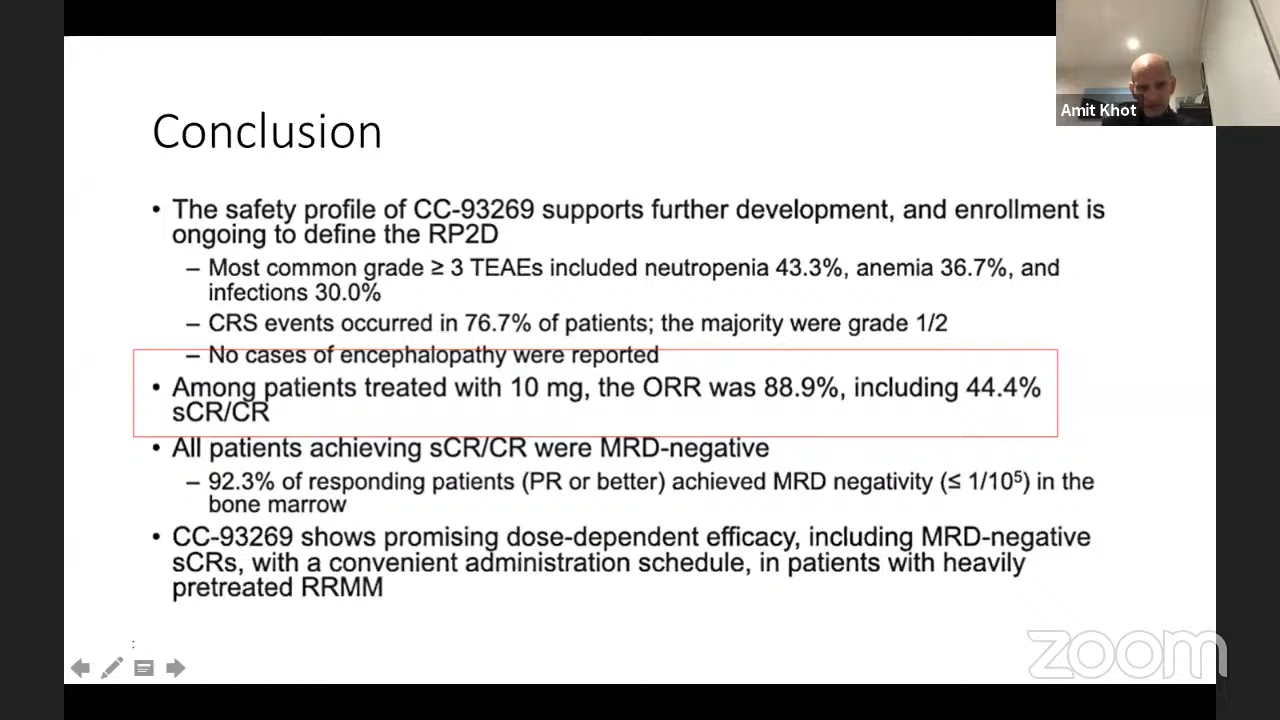 Amit Khot
Conclusion
• The safety profile of CC-93269 supports further development, and enrollment is
ongoing to define the RP2D
– Most common grade ≥ 3 TEAEs included neutropenia 43.3%, anemia 36.7%, and
infections 30.0%
– CRS events occurred in 76.7% of patients; the majority were grade 1/2
– No cases of encephalopathy were reported
• Among patients treated with 10 mg, the ORR was 88.9%, including 44.4%
sCR/CR
• All patients achieving sCR/CR were MRD-negative
– 92.3% of responding patients (PR or better) achieved MRD negativity (≤ 1/10⁵) in the
bone marrow
• CC-93269 shows promising dose-dependent efficacy, including MRD-negative
sCRs, with a convenient administration schedule, in patients with heavily
pretreated RRMM
:
zoom